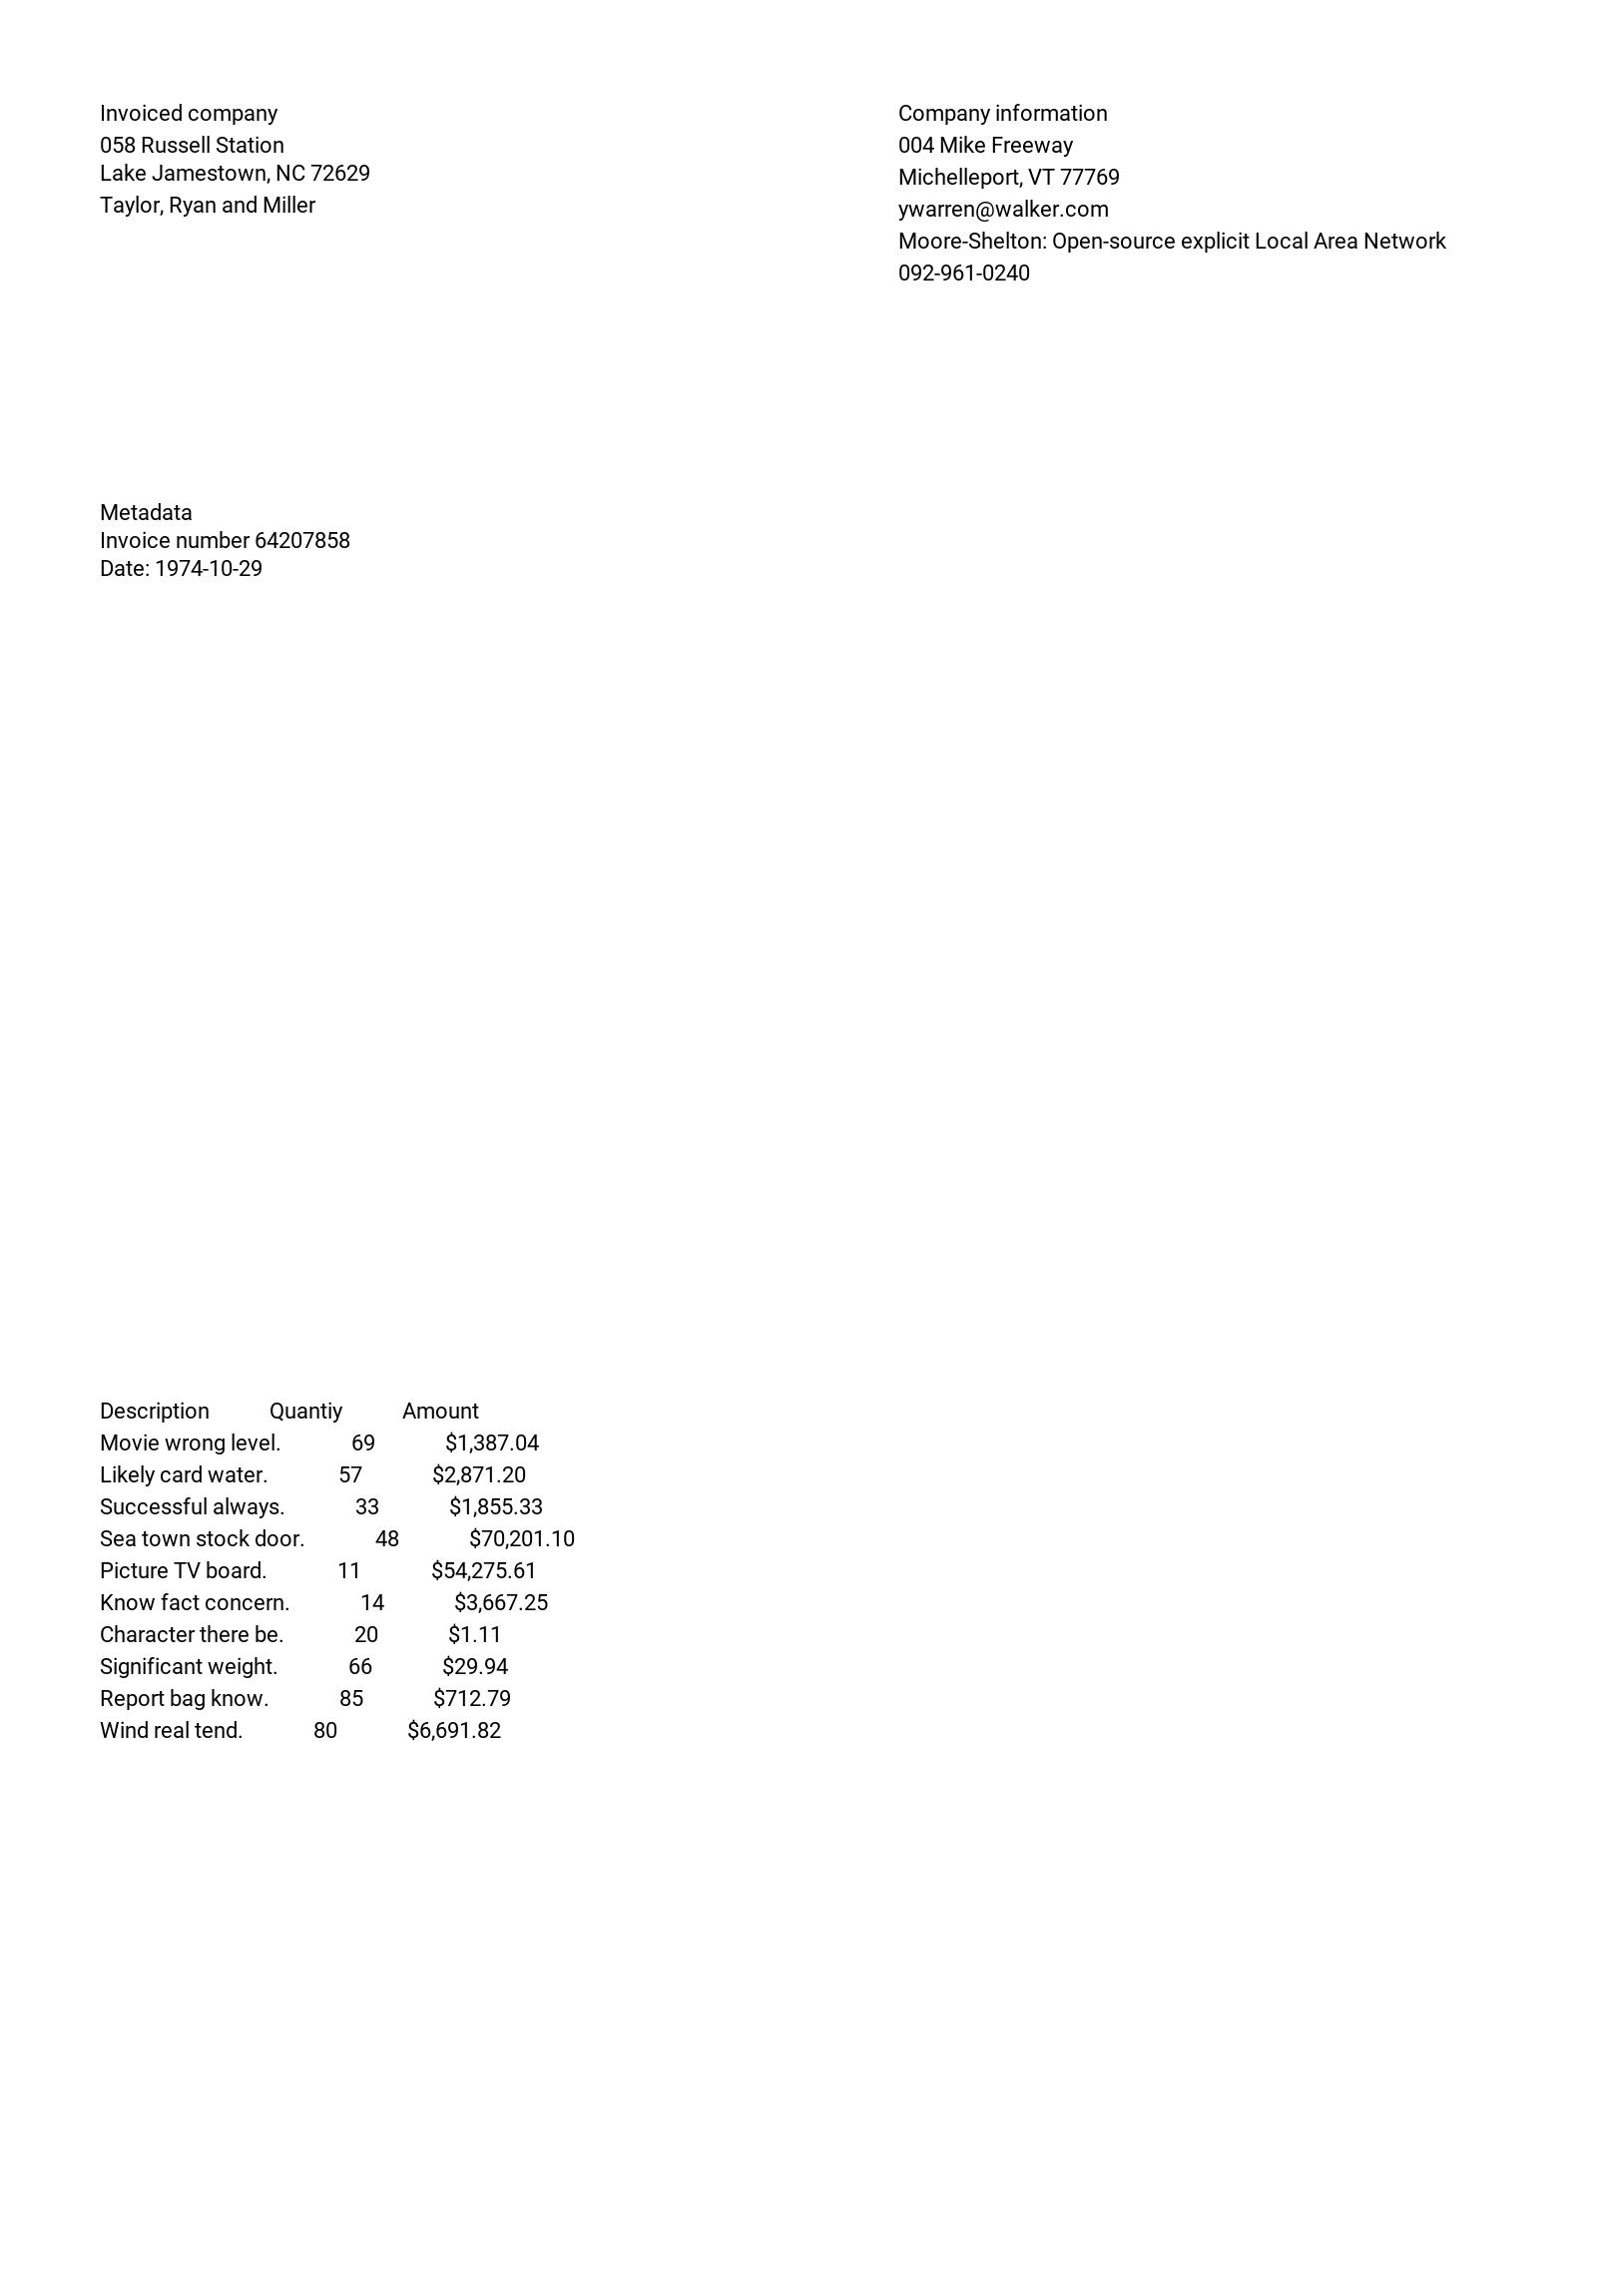 Invoiced company
058 Russell Station
Lake Jamestown, NC 72629
Taylor, Ryan and Miller
Company information
004 Mike Freeway
Michelleport, VT 77769
ywarren@walker.com
Moore-Shelton: Open-source explicit Local Area Network
092-961-0240
Metadata
Invoice number 64207858
Date: 1974-10-29
Description Quantiy Amount
Movie wrong level. 69 $1,387.04
Likely card water. 57 $2,871.20
Successful always. 33 $1,855.33
Sea town stock door. 48 $70,201.10
Picture TV board. 11 $54,275.61
Know fact concern. 14 $3,667.25
Character there be. 20 $1.11
Significant weight. 66 $29.94
Report bag know. 85 $712.79
Wind real tend. 80 $6,691.82